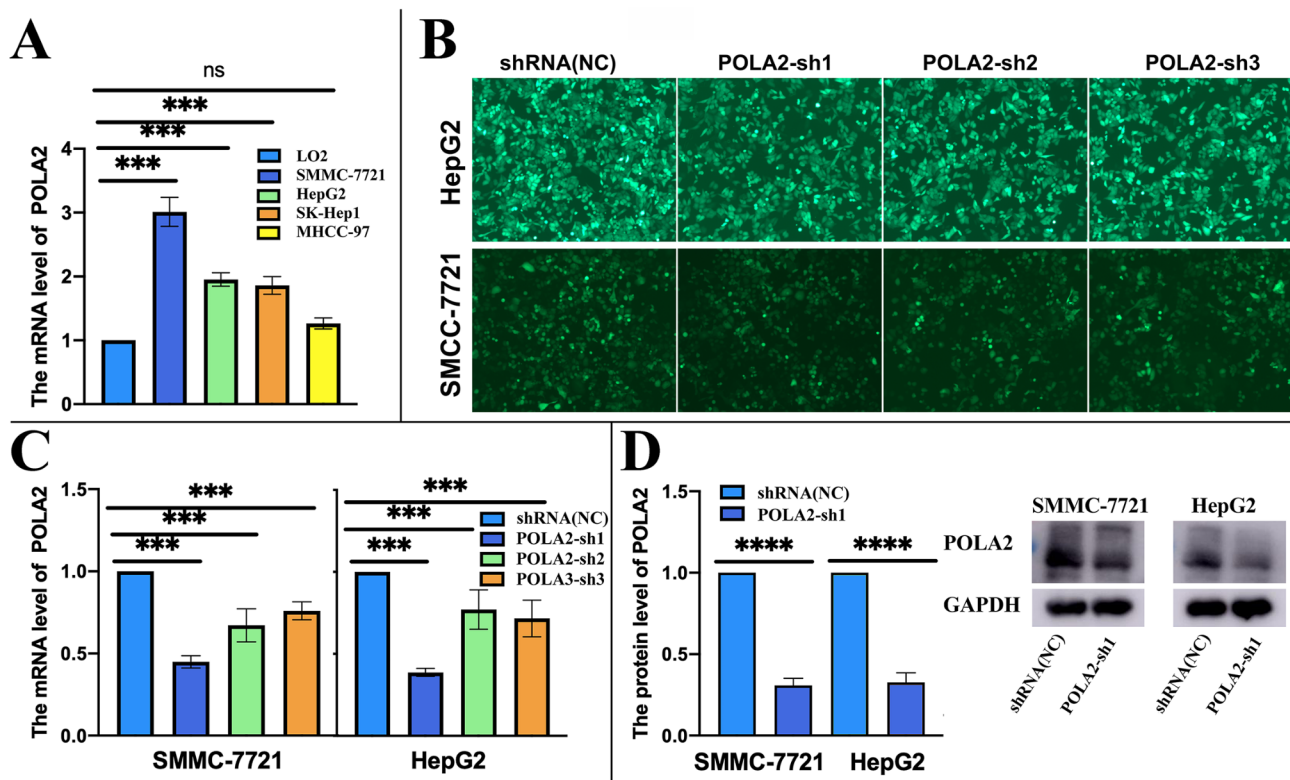 A
ns
***
***
***
The mRNA level of POLA2
4
3
2
1
0
LO2
SMMC-7721
HepG2
SK-Hep1
MHCC-97
B
shRNA(NC) POLA2-sh1 POLA2-sh2 POLA2-sh3
HepG2
SMCC-7721
C
The mRNA level of POLA2
1.5
1.0
0.5
0.0
***
***
***
***
***
***
shRNA(NC)
POLA2-sh1
POLA2-sh2
POLA3-sh3
SMMC-7721 HepG2
D
The protein level of POLA2
1.5
1.0
0.5
0.0
shRNA(NC)
POLA2-sh1
**** ****
SMMC-7721 HepG2
SMMC-7721 HepG2
POLA2
GAPDH
shRNA(NC) POLA2-sh1 shRNA(NC) POLA2-sh1